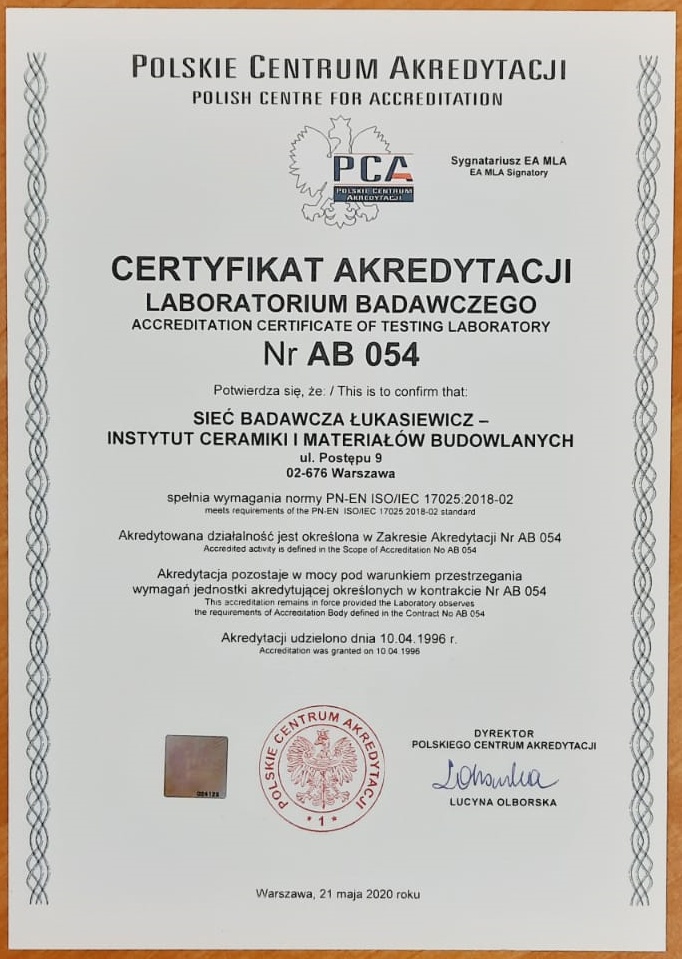 POLSKIE CENTRUM AKREDYTACJI
POLISH CENTRE FOR ACCREDITATION
PCA
POLSKIE CENTRUM
AKREDYTACJI
Sygnatariusz EA MLA
EA MLA Signatory
CERTYFIKAT AKREDYTACJI
LABORATORIUM BADAWCZEGO
ACCREDITATION CERTIFICATE OF TESTING LABORATORY
Nr AB 054
Potwierdza się, że: / This is to confirm that:
SIEĆ BADAWCZA ŁUKASIEWICZ –
INSTYTUT CERAMIKI I MATERIAŁÓW BUDOWLANYCH
ul. Postępu 9
02-676 Warszawa
spełnia wymagania normy PN-EN ISO/IEC 17025:2018-02
meets requirements of the PN-EN ISO/IEC 17025:2018-02 standard
Akredytowana działalność jest określona w Zakresie Akredytacji Nr AB 054
Accredited activity is defined in the Scope of Accreditation No AB 054
Akredytacja pozostaje w mocy pod warunkiem przestrzegania
wymagań jednostki akredytującej określonych w kontrakcie Nr AB 054
This accreditation remains in force provided the Laboratory observes
the requirements of Accreditation Body defined in the Contract No AB 054
Akredytacji udzielono dnia 10.04.1996 r.
Accreditation was granted on 10.04.1996
POLSKIE CENTRUM AKREDYTACJI
* 1 *
DYREKTOR
POLSKIEGO CENTRUM AKREDYTACJI
LUCYNA OLBORSKA
Warszawa, 21 maja 2020 roku